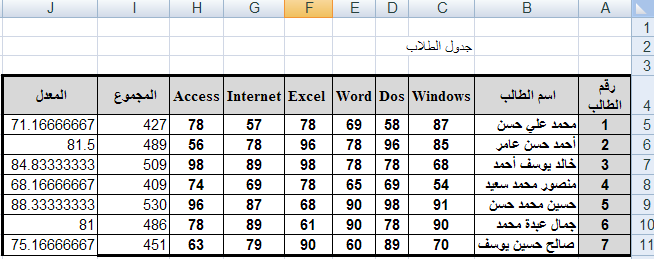 A B C D E F G H I J
1
2 جدول الطلاب
3
4 رقم الطالب اسم الطالب Windows Dos Word Excel Internet Access المجموع المعدل
5 1 محمد علي حسن 87 58 69 78 57 78 427 71.16666667
6 2 أحمد حسن عامر 85 96 78 96 78 56 489 81.5
7 3 خالد يوسف أحمد 68 78 78 98 89 98 509 84.83333333
8 4 منصور محمد سعيد 54 69 65 78 69 74 409 68.16666667
9 5 حسين محمد حسن 91 98 90 68 87 96 530 88.33333333
10 6 جمال عبدة محمد 90 78 90 61 89 78 486 81
11 7 صالح حسين يوسف 70 89 60 90 79 63 451 75.16666667